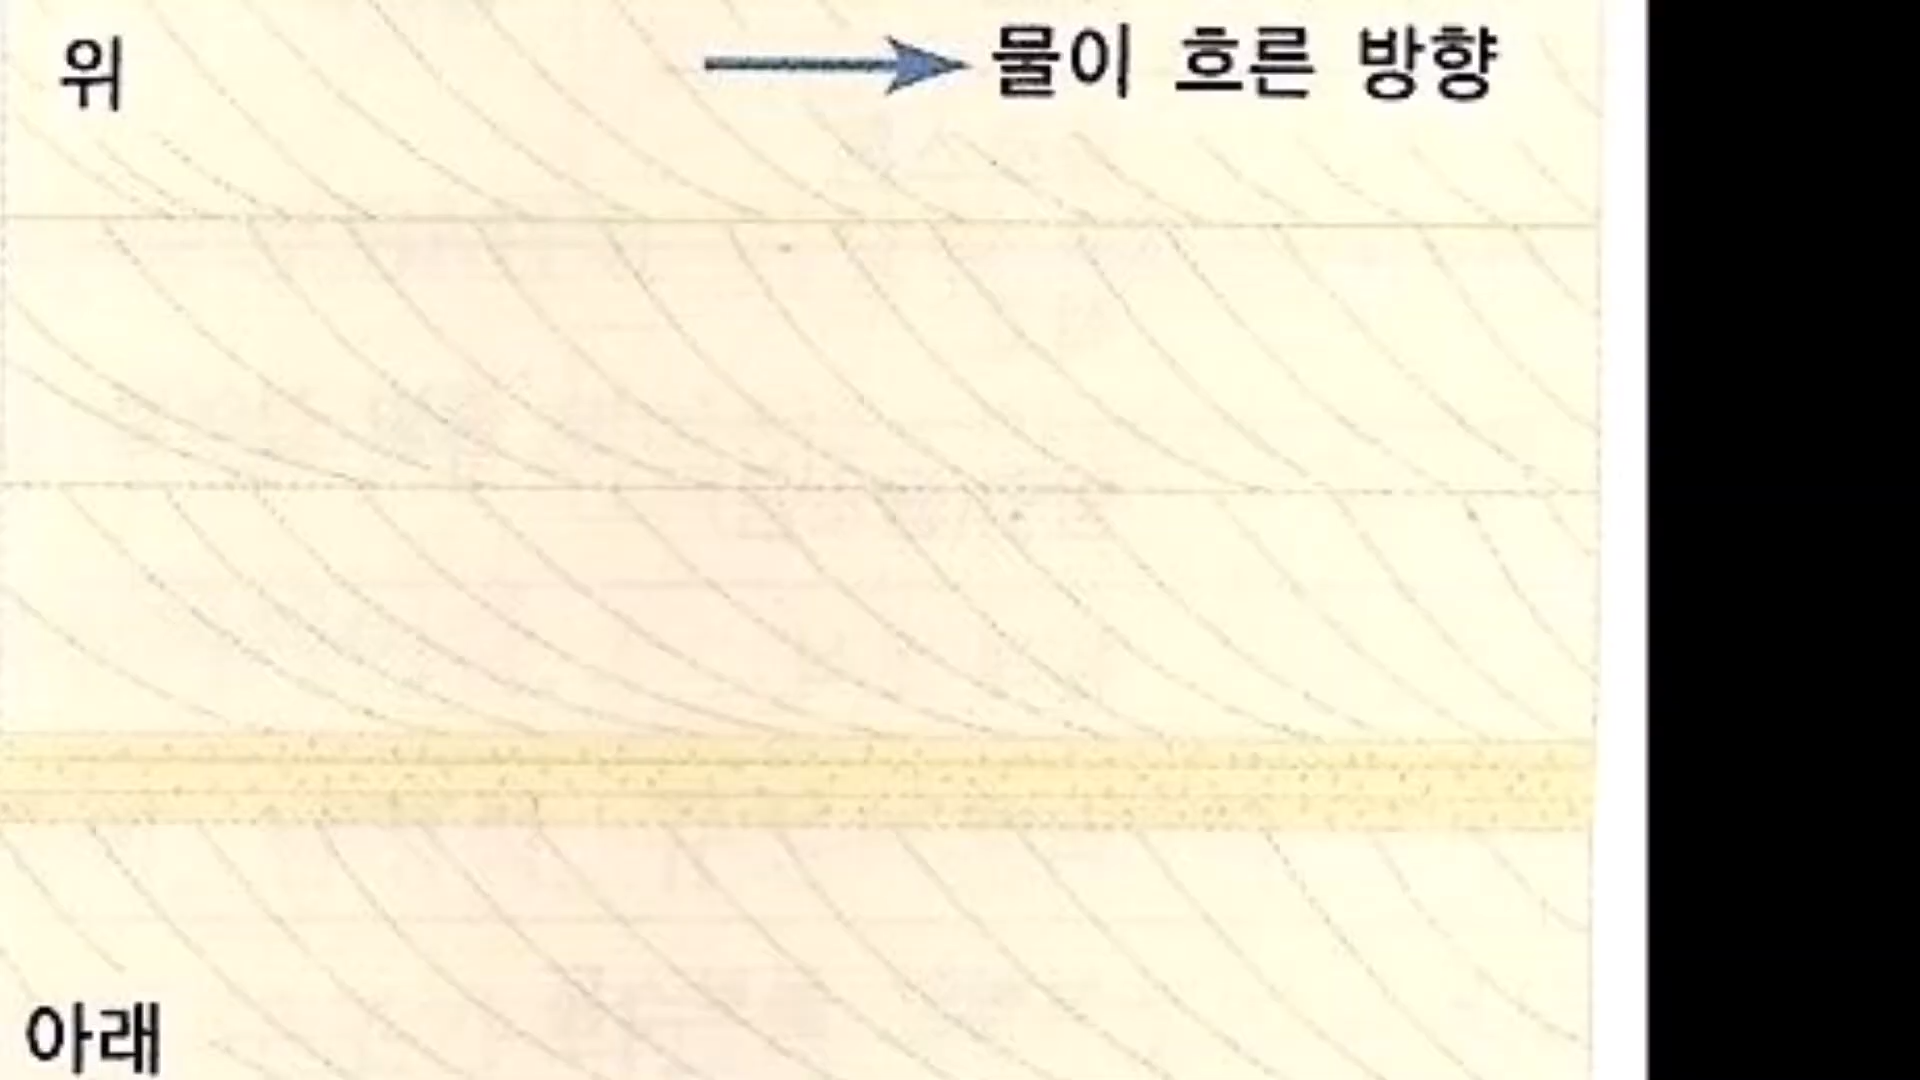 위
물이 흐른 방향
아래